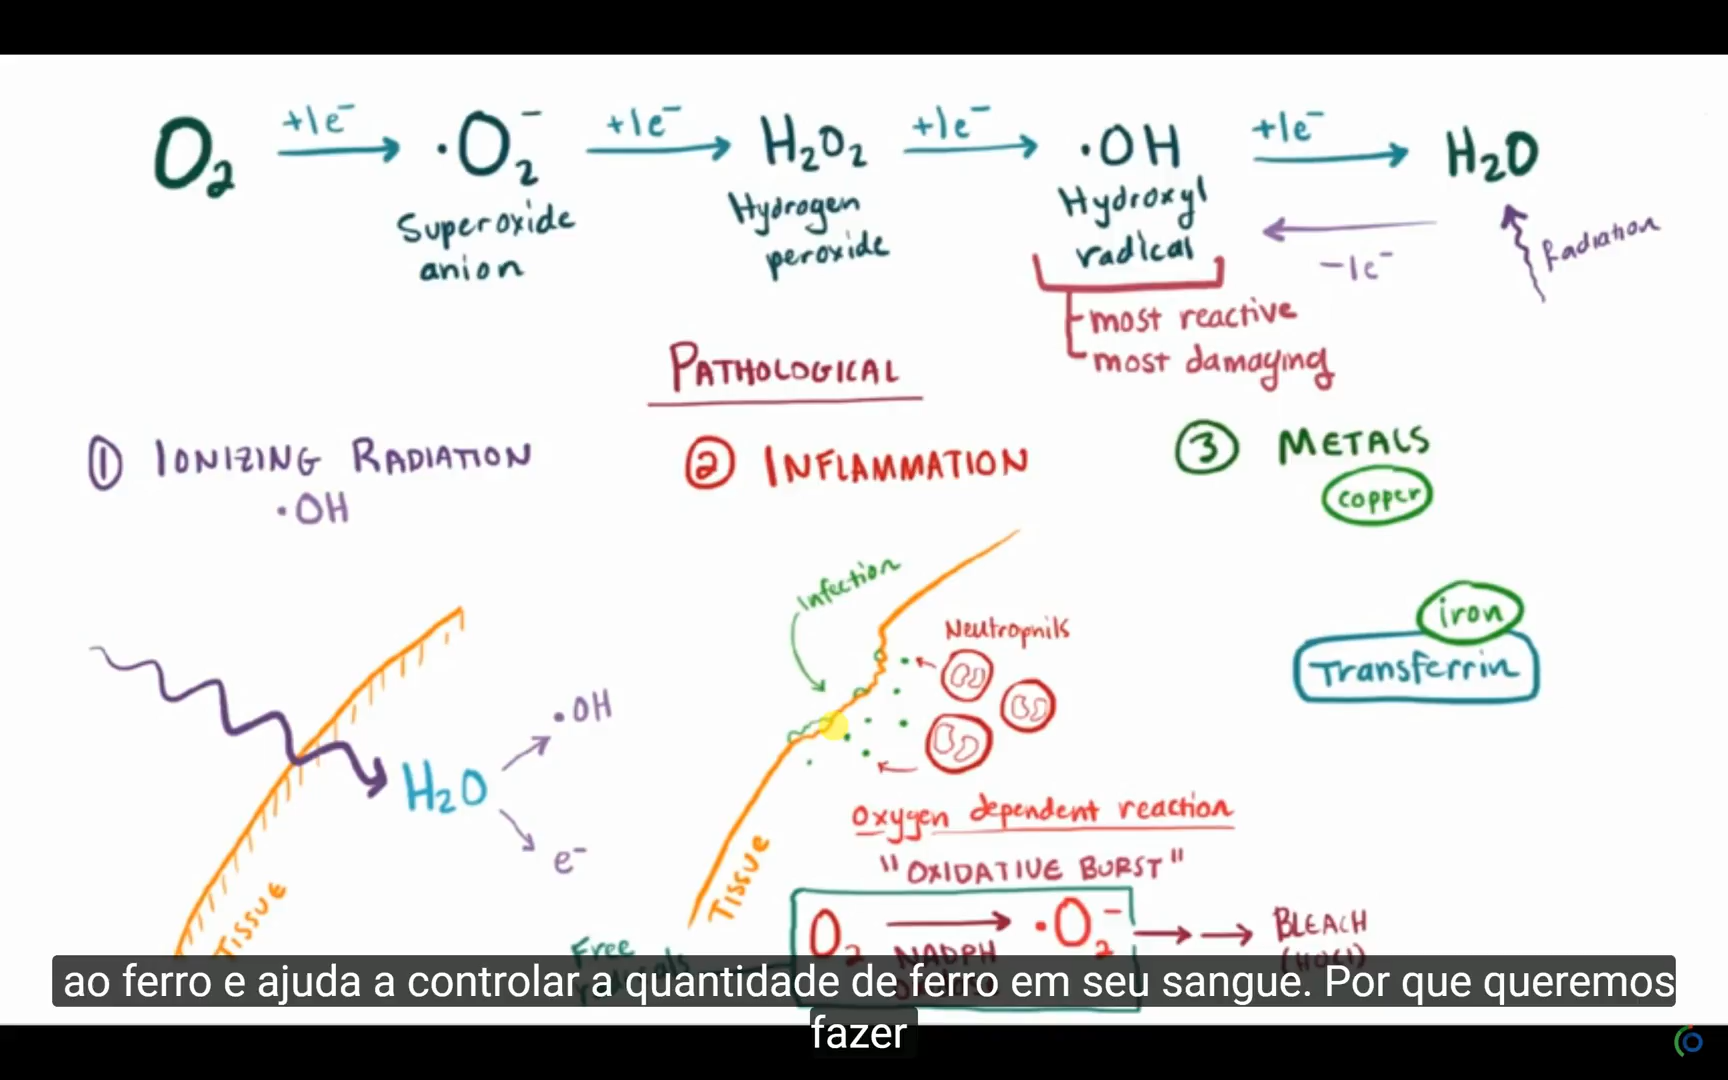 O₂ +1e⁻ → ·O₂⁻ +1e⁻ → H₂O₂ +1e⁻ → ·OH +1e⁻ → H₂O
Superoxide
anion
Hydrogen
peroxide
Hydroxyl
radical
← -1e⁻
Radiation
most reactive
most damaging
PATHOLOGICAL
① IONIZING RADIATION
·OH
② INFLAMMATION
③ METALS
copper
Infection
Neutrophils
iron
Transferrin
·OH
H₂O
e⁻
TISSUE
TISSUE
Oxygen dependent reaction
"OXIDATIVE BURST"
Free
O₂ → ·O₂⁻ → → BLEACH
NADPH
(HOCl)
ao ferro e ajuda a controlar a quantidade de ferro em seu sangue. Por que queremos
fazer